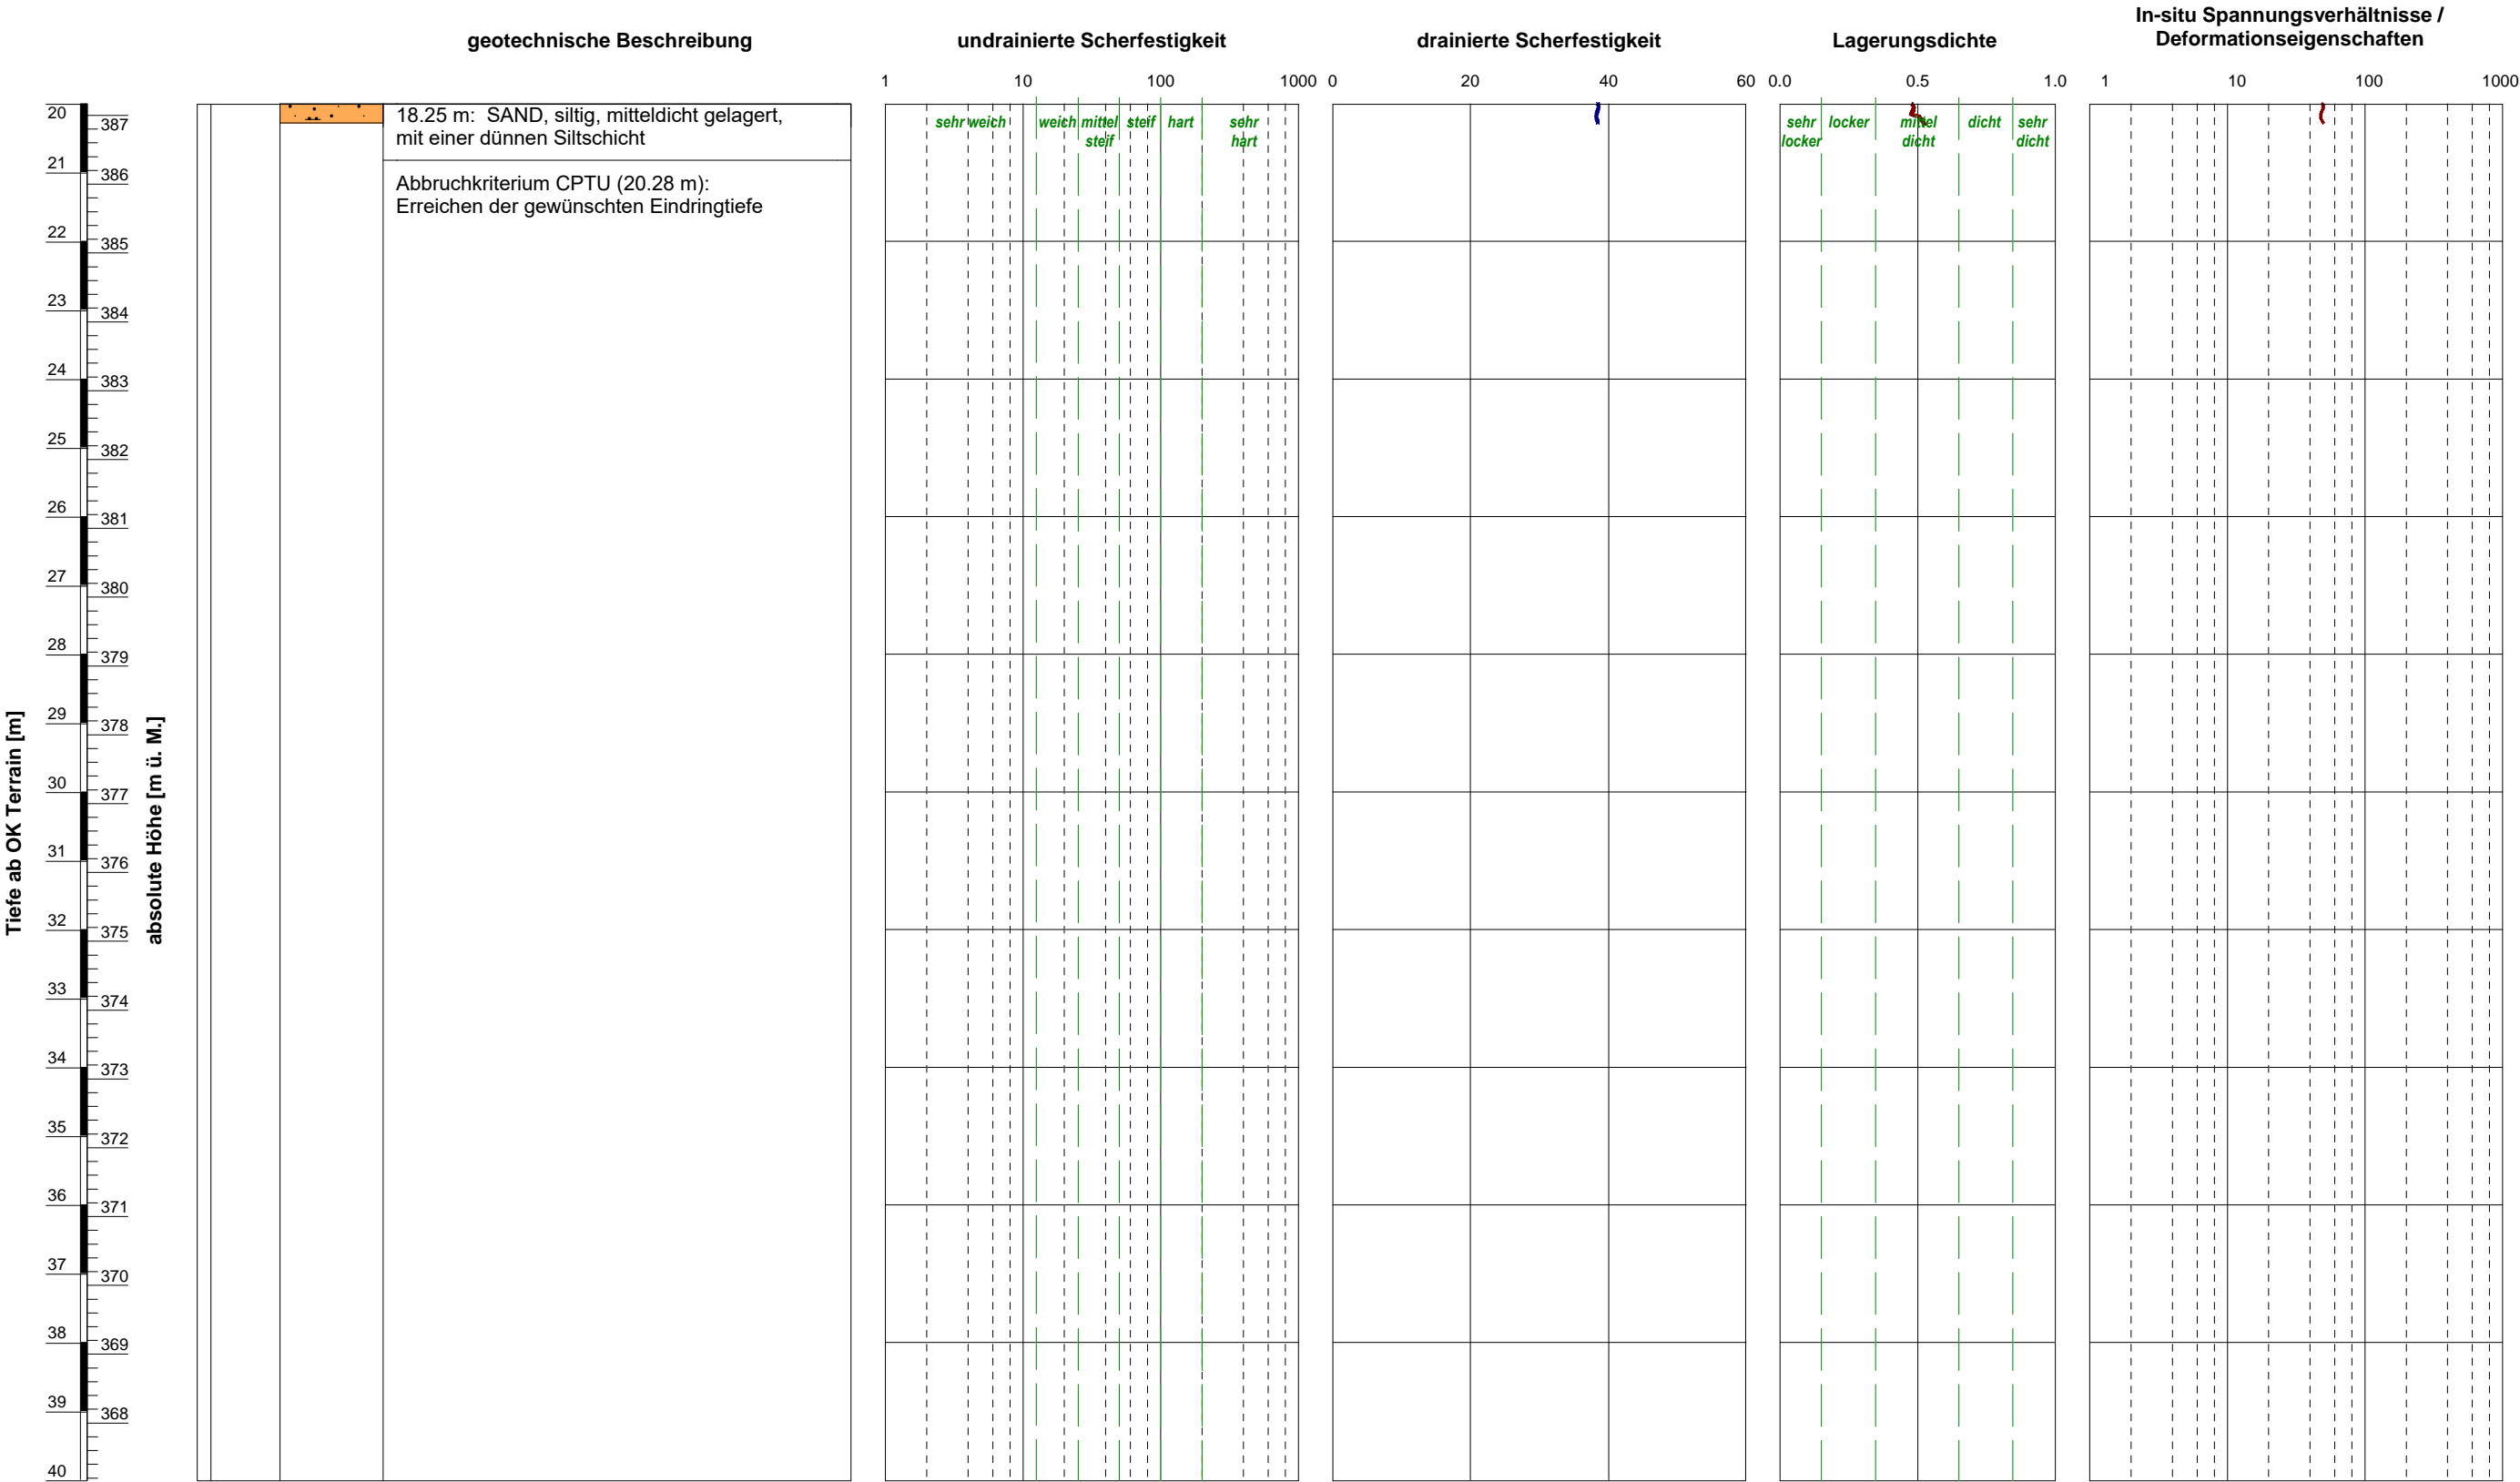 In-situ Spannungsverhältnisse /
Deformationseigenschaften
geotechnische Beschreibung
undrainierte Scherfestigkeit
drainierte Scherfestigkeit
Lagerungsdichte
1 10 100 1000
0 20 40 60
0.0 0.5 1.0
1 10 100 1000
18.25 m: SAND, siltig, mitteldicht gelagert,
mit einer dünnen Siltschicht
Abbruchkriterium CPTU (20.28 m):
Erreichen der gewünschten Eindringtiefe
sehr weich
weich
mittel
steif
steif
hart
sehr
hart
sehr
locker
locker
mittel
dicht
dicht
sehr
dicht
Tiefe ab OK Terrain [m]
20
21
22
23
24
25
26
27
28
29
30
31
32
33
34
35
36
37
38
39
40
absolute Höhe [m ü. M.]
387
386
385
384
383
382
381
380
379
378
377
376
375
374
373
372
371
370
369
368